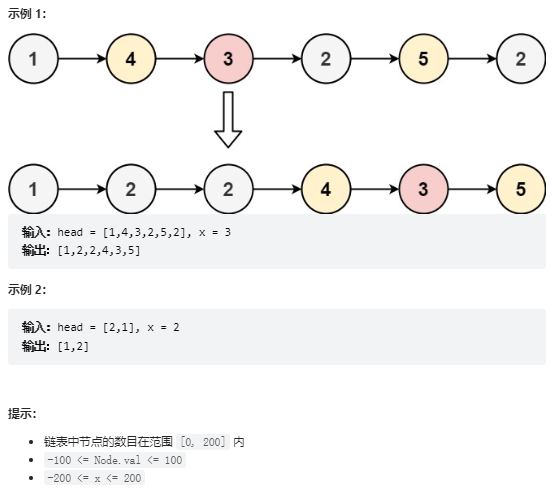 示例 1：
1 4 3 2 5 2
1 2 2 4 3 5
输入：head = [1,4,3,2,5,2], x = 3
输出：[1,2,2,4,3,5]
示例 2：
输入：head = [2,1], x = 2
输出：[1,2]
提示：
链表中节点的数目在范围 [0, 200] 内
-100 <= Node.val <= 100
-200 <= x <= 200